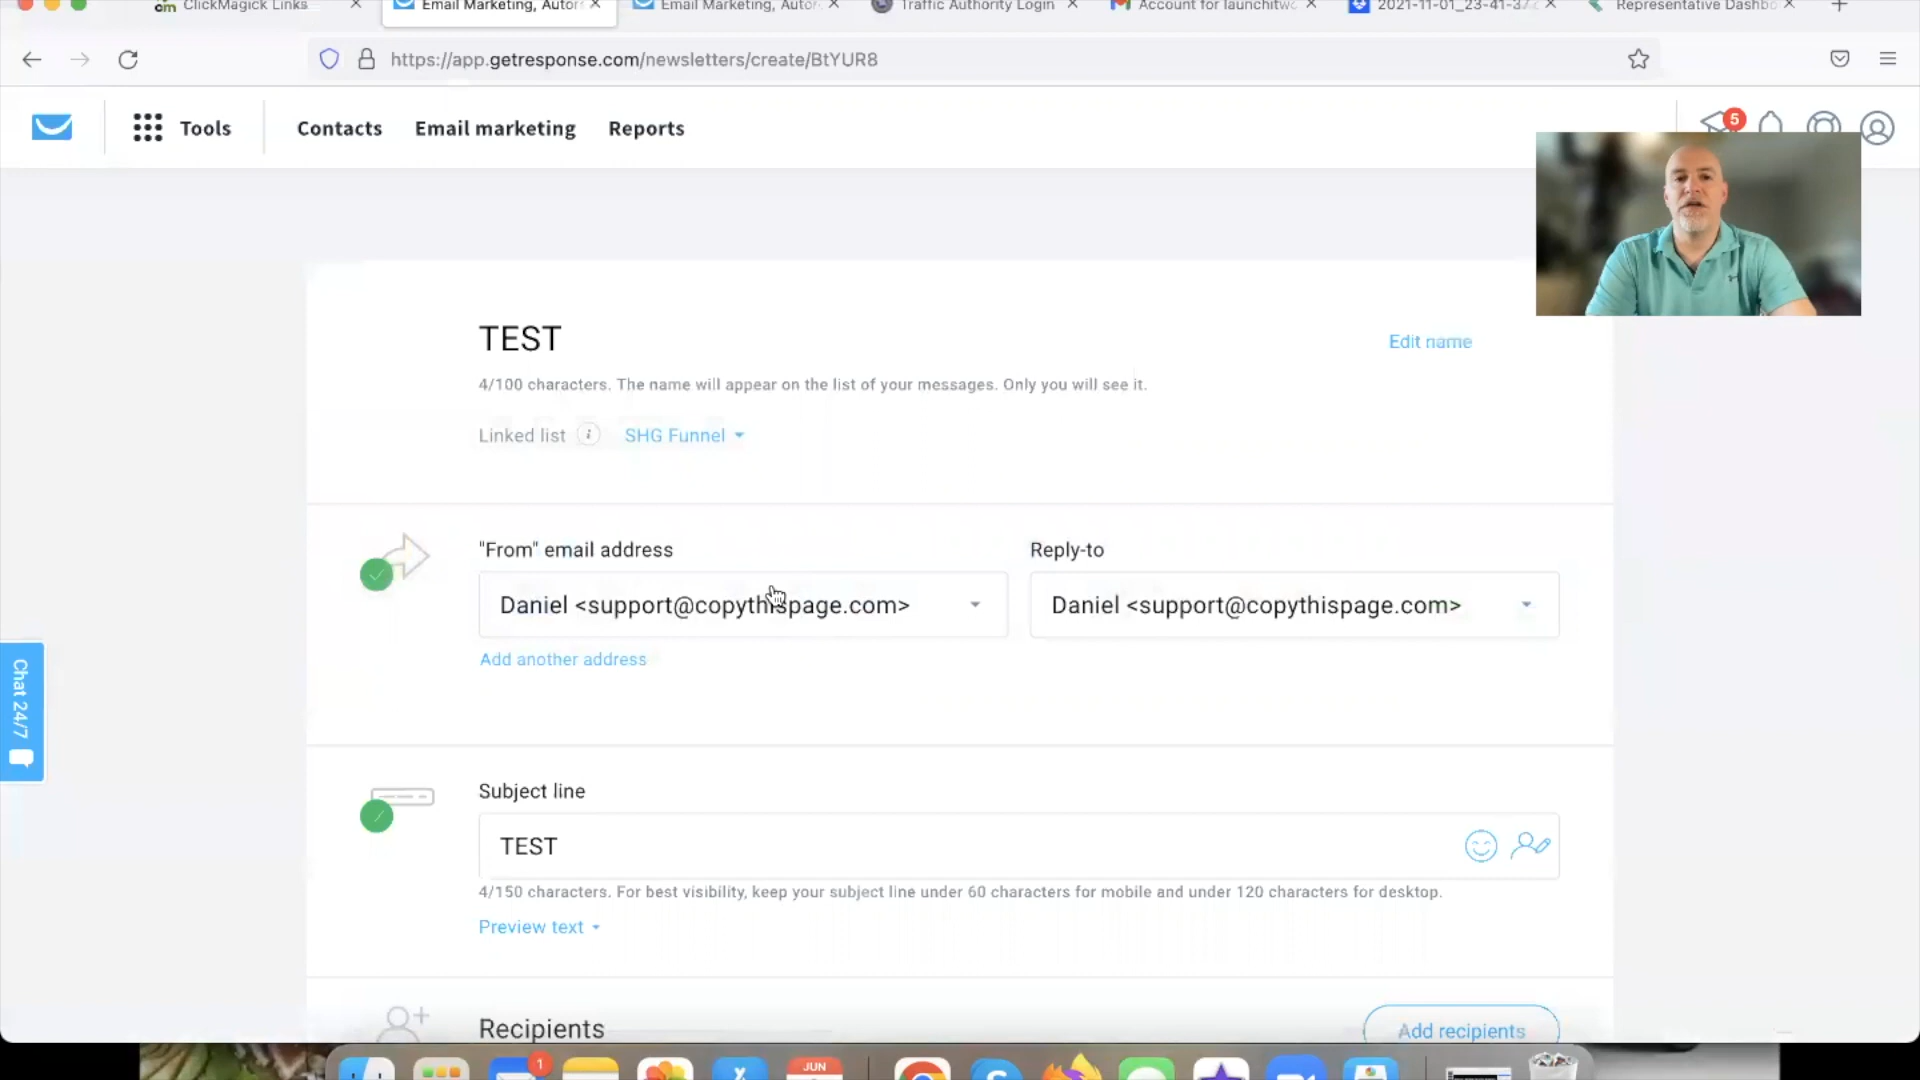 cm ClickMagick Links
Email Marketing, Autor
Email Marketing, Autor
Traffic Authority Login
Account for launchitwo
2021-11-01_23-41-37.c
Representative Dashbo
https://app.getresponse.com/newsletters/create/BtYUR8
Tools
Contacts
Email marketing
Reports
5
TEST
Edit name
4/100 characters. The name will appear on the list of your messages. Only you will see it.
Linked list i SHG Funnel
"From" email address
Reply-to
Daniel <support@copythispage.com>
Daniel <support@copythispage.com>
Add another address
Chat 24/7
Subject line
TEST
4/150 characters. For best visibility, keep your subject line under 60 characters for mobile and under 120 characters for desktop.
Preview text
Recipients
Add recipients
1
JUN